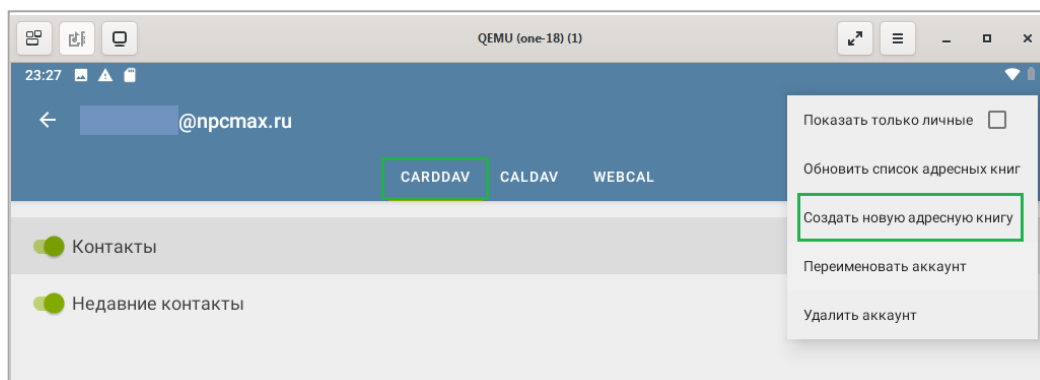 QEMU (one-18) (1)
23:27
@npcmax.ru
CARDDAV CALDAV WEBCAL
Контакты
Недавние контакты
Показать только личные
Обновить список адресных книг
Создать новую адресную книгу
Переименовать аккаунт
Удалить аккаунт